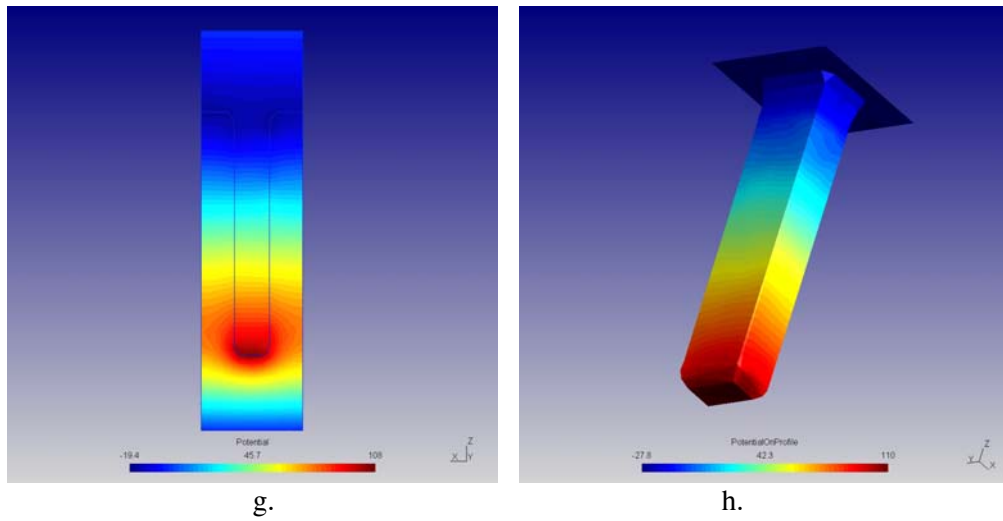 Potential
-19.4 45.7 108
Z
X Y
PotentialOnProfile
-27.8 42.3 110
Z
Y X
g. h.